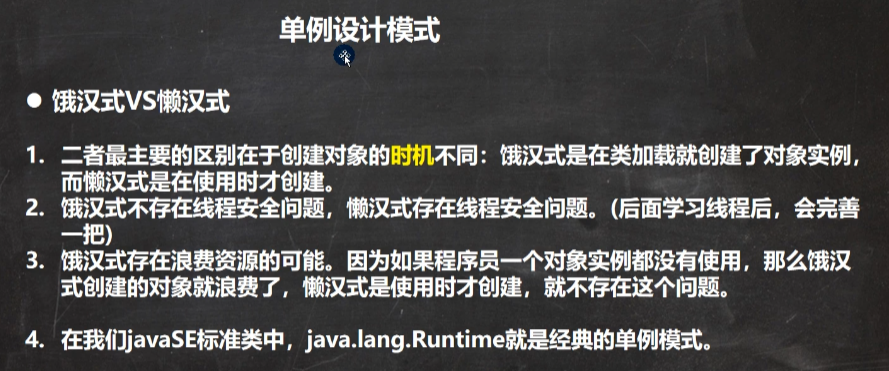 单例设计模式
● 饿汉式VS懒汉式
1. 二者最主要的区别在于创建对象的时机不同：饿汉式是在类加载就创建了对象实例，
而懒汉式是在使用时才创建。
2. 饿汉式不存在线程安全问题，懒汉式存在线程安全问题。(后面学习线程后，会完善
一把)
3. 饿汉式存在浪费资源的可能。因为如果程序员一个对象实例都没有使用，那么饿汉
式创建的对象就浪费了，懒汉式是使用时才创建，就不存在这个问题。
4. 在我们javaSE标准类中，java.lang.Runtime就是经典的单例模式。